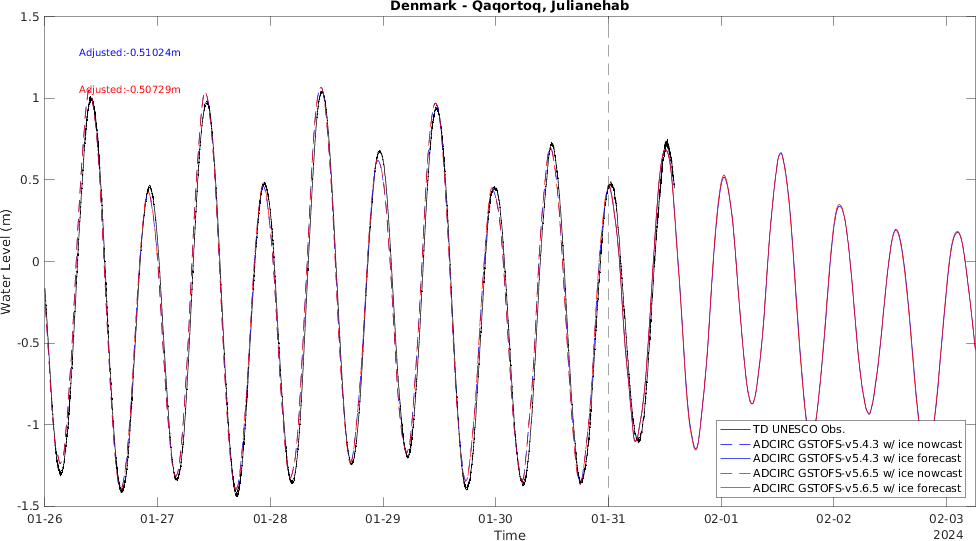 Denmark - Qaqortoq, Julianehab
Adjusted:-0.51024m
Adjusted:-0.50729m
Water Level (m)
1.5
1
0.5
0
-0.5
-1
-1.5
TD UNESCO Obs.
ADCIRC GSTOFS-v5.4.3 w/ ice nowcast
ADCIRC GSTOFS-v5.4.3 w/ ice forecast
ADCIRC GSTOFS-v5.6.5 w/ ice nowcast
ADCIRC GSTOFS-v5.6.5 w/ ice forecast
01-26 01-27 01-28 01-29 01-30 01-31 02-01 02-02 02-03
Time
2024